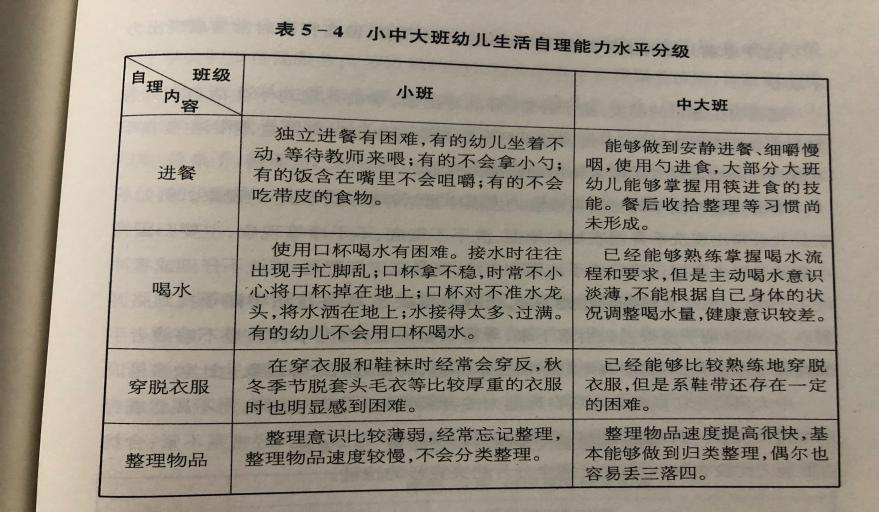 表5-4 小中大班幼儿生活自理能力水平分级
班级
自理内容
小班
中大班
进餐
独立进餐有困难,有的幼儿坐着不
动,等待教师来喂;有的不会拿小勺;
有的饭含在嘴里不会咀嚼;有的不会
吃带皮的食物。
能够做到安静进餐、细嚼慢
咽,使用勺进食,大部分大班
幼儿能够掌握用筷进食的技
能。餐后收拾整理等习惯尚
未形成。
喝水
使用口杯喝水有困难。接水时往往
出现手忙脚乱;口杯拿不稳,时常不小
心将口杯掉在地上;口杯对不准水龙
头,将水洒在地上;水接得太多、过满。
有的幼儿不会用口杯喝水。
已经能够熟练掌握喝水流
程和要求,但是主动喝水意识
淡薄,不能根据自己身体的状
况调整喝水量,健康意识较差。
穿脱衣服
在穿衣服和鞋袜时经常会穿反,秋
冬季节脱套头毛衣等比较厚重的衣服
时也明显感到困难。
已经能够比较熟练地穿脱
衣服,但是系鞋带还存在一定
的困难。
整理物品
整理意识比较薄弱,经常忘记整理,
整理物品速度较慢,不会分类整理。
整理物品速度提高很快,基
本能够做到归类整理,偶尔也
容易丢三落四。